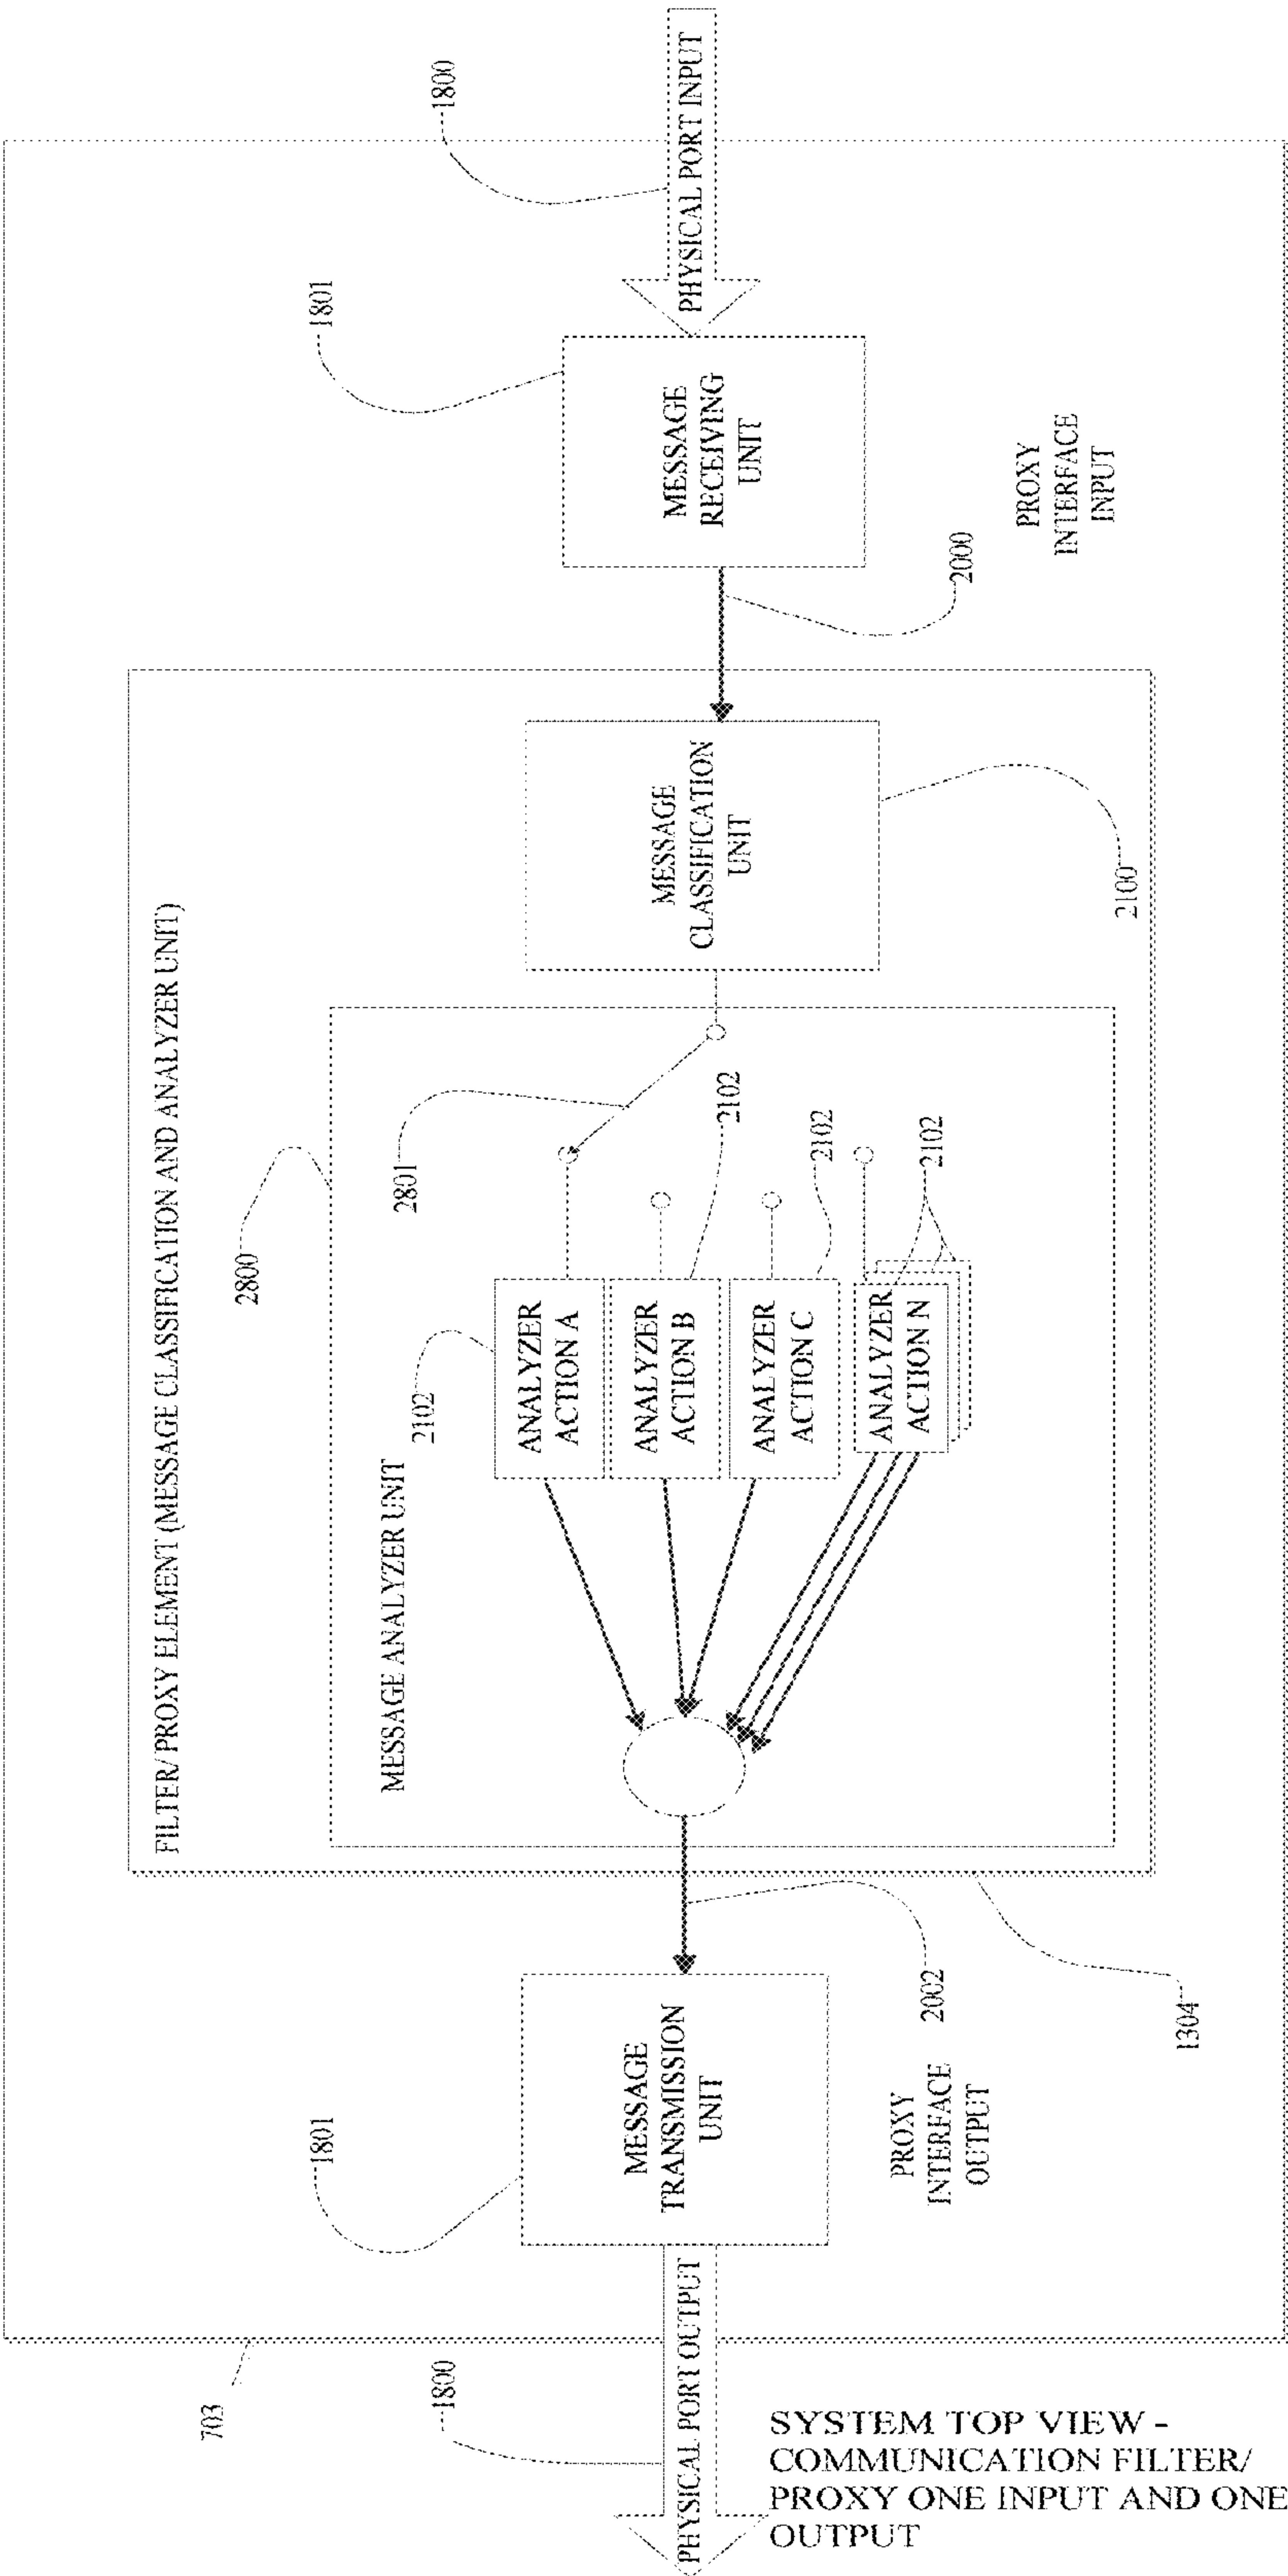 FILTER/ PROXY ELEMENT (MESSAGE CLASSIFICATION AND ANALYZER UNIT)
703
1800
PHYSICAL PORT OUTPUT
1801
MESSAGE
TRANSMISSION
UNIT
PROXY
INTERFACE
OUTPUT
2002
1304
2800
MESSAGE ANALYZER UNIT
2102
ANALYZER
ACTION A
ANALYZER
ACTION B
ANALYZER
ACTION C
ANALYZER
ACTION N
2801
2102
2102
2102
MESSAGE
CLASSIFICATION
UNIT
2100
2000
1801
MESSAGE
RECEIVING
UNIT
PROXY
INTERFACE
INPUT
1800
PHYSICAL PORT INPUT
SYSTEM TOP VIEW -
COMMUNICATION FILTER/
PROXY ONE INPUT AND ONE
OUTPUT